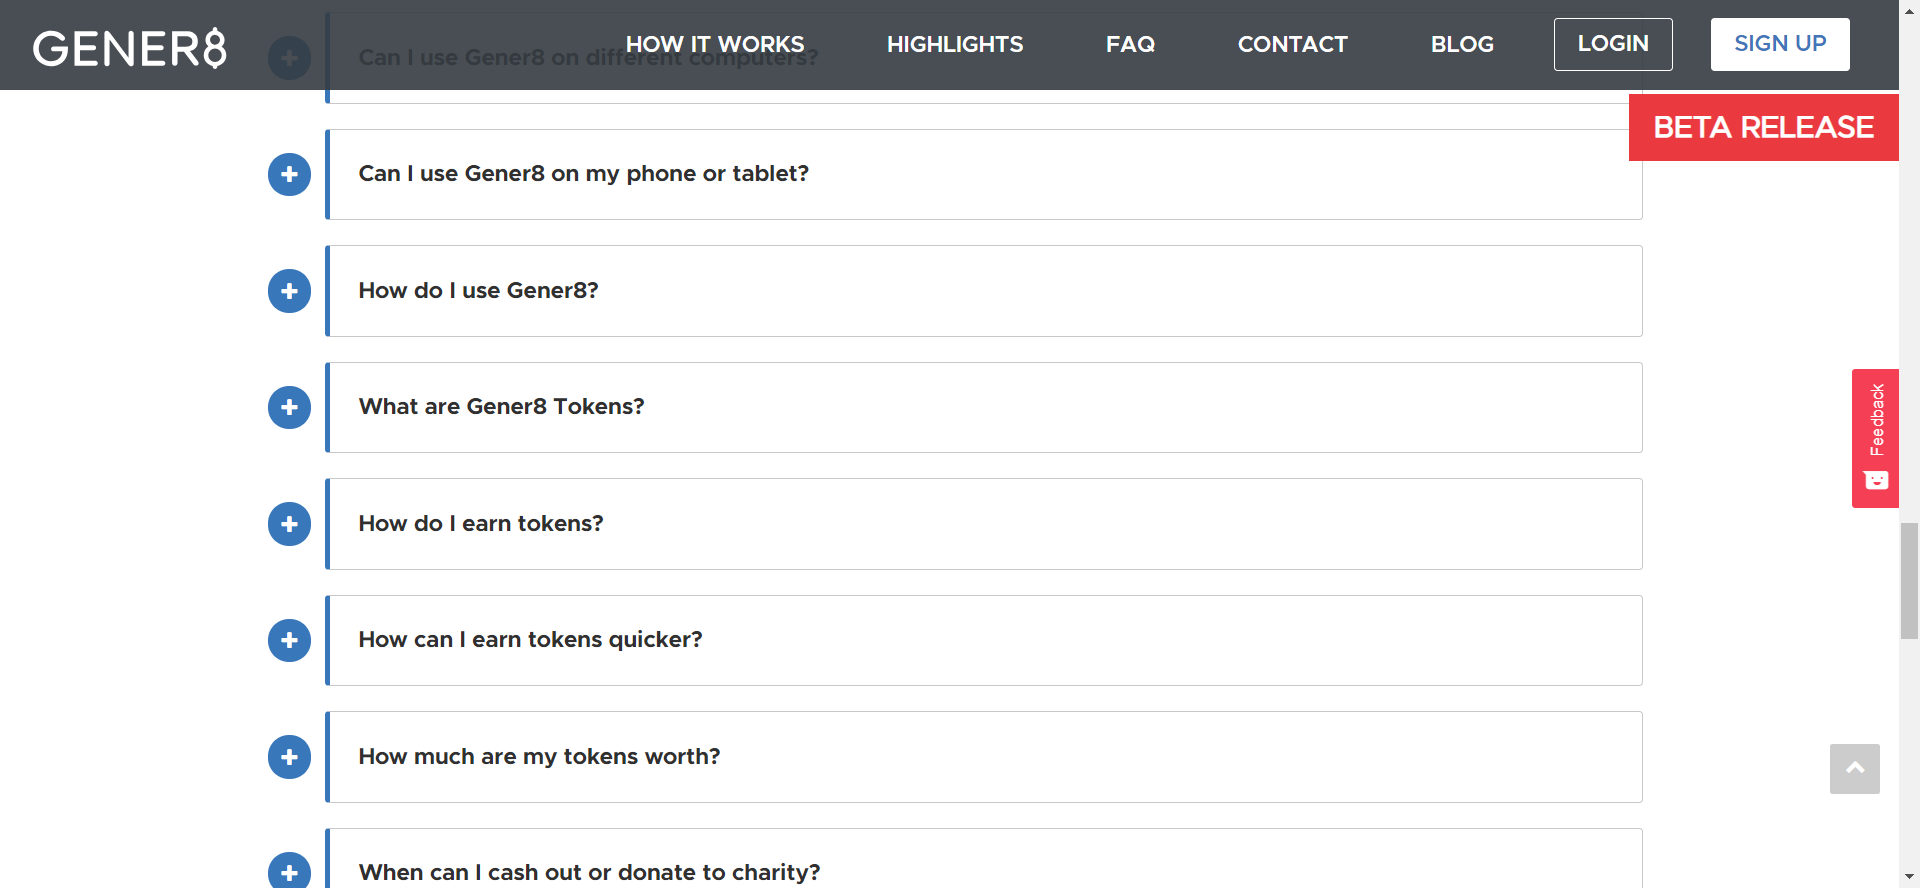 GENER8
HOW IT WORKS
HIGHLIGHTS
FAQ
CONTACT
BLOG
LOGIN
SIGN UP
Can I use Gener8 on different computers?
BETA RELEASE
Can I use Gener8 on my phone or tablet?
How do I use Gener8?
What are Gener8 Tokens?
Feedback
How do I earn tokens?
How can I earn tokens quicker?
How much are my tokens worth?
When can I cash out or donate to charity?